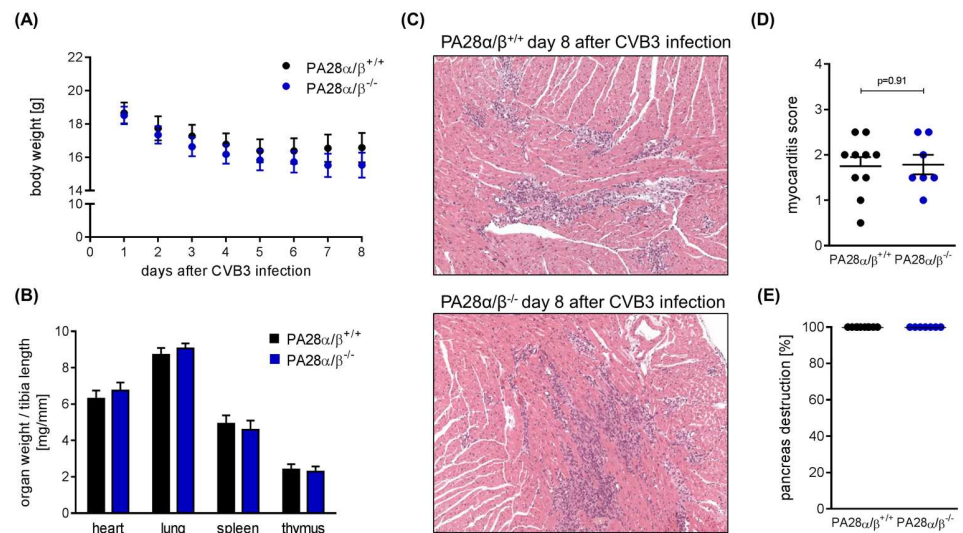 (A)
22
20
18
16
14
10
0
body weight [g]
PA28α/β+/+
PA28α/β-/-
0 1 2 3 4 5 6 7 8
days after CVB3 infection
(B)
10
8
6
4
2
0
organ weight / tibia length
[mg/mm]
PA28α/β+/+
PA28α/β-/-
heart lung spleen thymus
(C)
PA28α/β+/+ day 8 after CVB3 infection
PA28α/β-/- day 8 after CVB3 infection
(D)
4
3
2
1
0
myocarditis score
p=0.91
PA28α/β+/+ PA28α/β-/-
(E)
100
80
60
40
20
0
pancreas destruction [%]
PA28α/β+/+ PA28α/β-/-